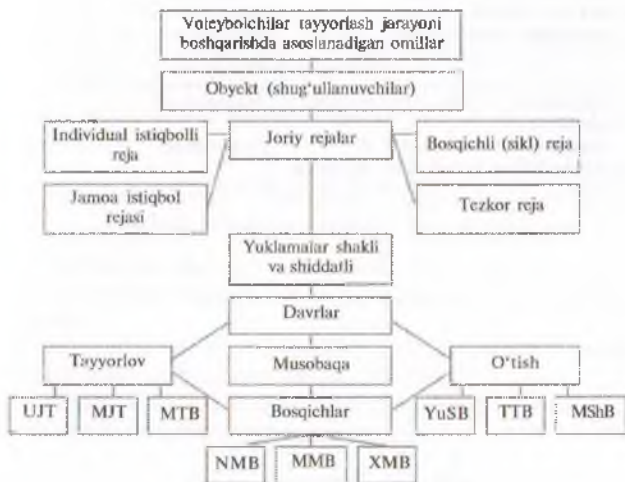 Voleybolchilar tayyorlash jarayoni
boshqarishda asoslanadigan omillar
Obyekt (shug‘ullanuvchilar)
Individual istiqbolli
reja
Joriy rejalar
Bosqichli (sikl) reja
Jamoa istiqbol
rejasi
Tezkor reja
Yuklamalar shakli
va shiddatli
Davrlar
Tayyorlov
Musobaqa
O‘tish
UJT
MJT
MTB
Bosqichlar
YuSB
TTB
MShB
NMB
MMB
XMB